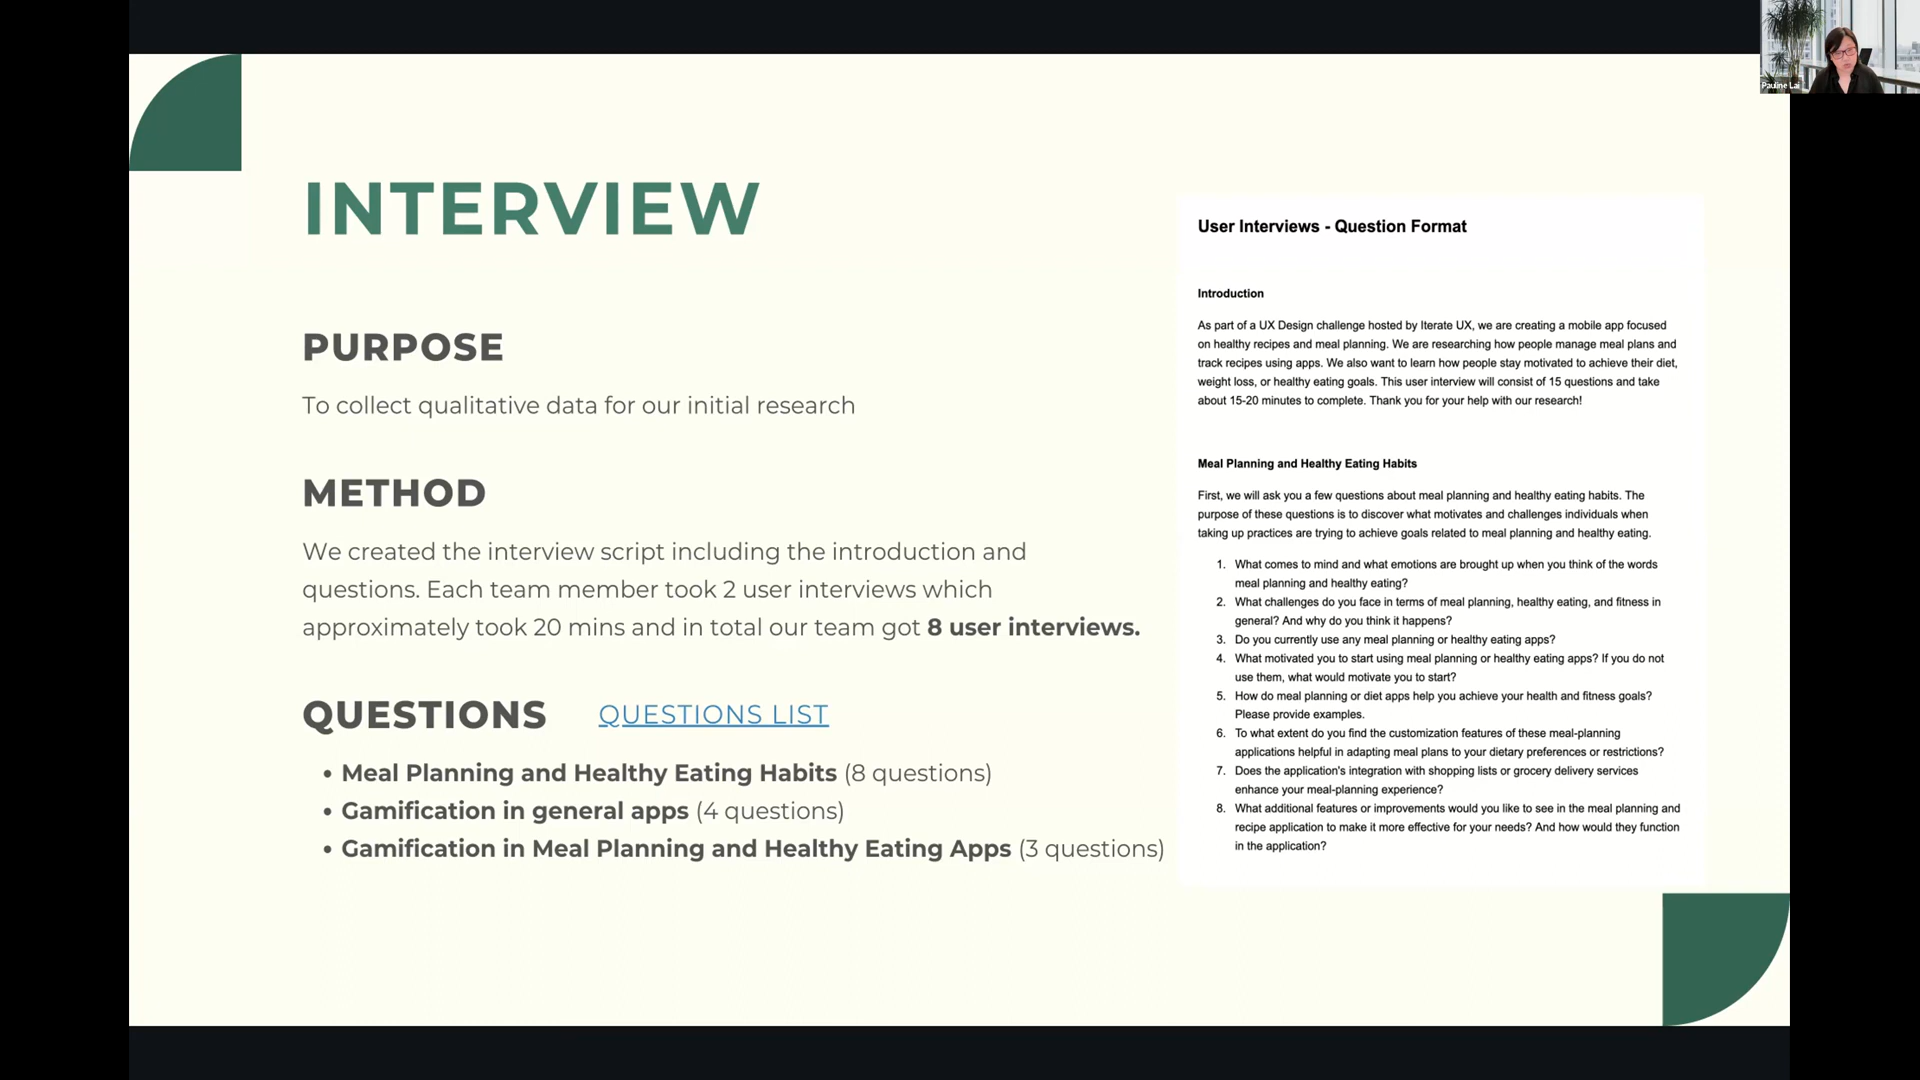 INTERVIEW
PURPOSE
To collect qualitative data for our initial research
METHOD
We created the interview script including the introduction and
questions. Each team member took 2 user interviews which
approximately took 20 mins and in total our team got 8 user interviews.
QUESTIONS QUESTIONS LIST
• Meal Planning and Healthy Eating Habits (8 questions)
• Gamification in general apps (4 questions)
• Gamification in Meal Planning and Healthy Eating Apps (3 questions)
User Interviews - Question Format
Introduction
As part of a UX Design challenge hosted by Iterate UX, we are creating a mobile app focused
on healthy recipes and meal planning. We are researching how people manage meal plans and
track recipes using apps. We also want to learn how people stay motivated to achieve their diet,
weight loss, or healthy eating goals. This user interview will consist of 15 questions and take
about 15-20 minutes to complete. Thank you for your help with our research!
Meal Planning and Healthy Eating Habits
First, we will ask you a few questions about meal planning and healthy eating habits. The
purpose of these questions is to discover what motivates and challenges individuals when
taking up practices are trying to achieve goals related to meal planning and healthy eating.
1. What comes to mind and what emotions are brought up when you think of the words
meal planning and healthy eating?
2. What challenges do you face in terms of meal planning, healthy eating, and fitness in
general? And why do you think it happens?
3. Do you currently use any meal planning or healthy eating apps?
4. What motivated you to start using meal planning or healthy eating apps? If you do not
use them, what would motivate you to start?
5. How do meal planning or diet apps help you achieve your health and fitness goals?
Please provide examples.
6. To what extent do you find the customization features of these meal-planning
applications helpful in adapting meal plans to your dietary preferences or restrictions?
7. Does the application's integration with shopping lists or grocery delivery services
enhance your meal-planning experience?
8. What additional features or improvements would you like to see in the meal planning and
recipe application to make it more effective for your needs? And how would they function
in the application?
Pauline Lai